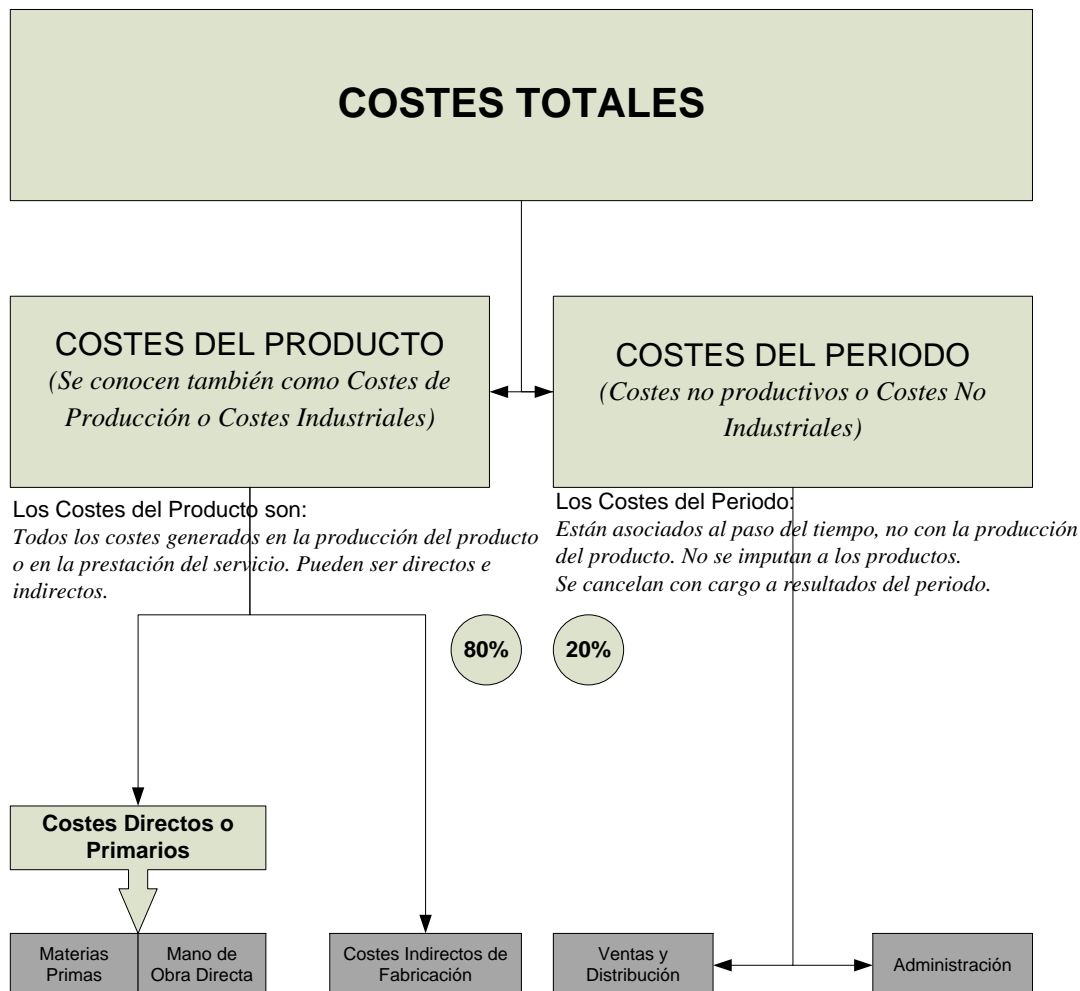 COSTES TOTALES
COSTES DEL PRODUCTO
(Se conocen también como Costes de
Producción o Costes Industriales)
COSTES DEL PERIODO
(Costes no productivos o Costes No
Industriales)
Los Costes del Producto son:
Todos los costes generados en la producción del producto
o en la prestación del servicio. Pueden ser directos e
indirectos.
Los Costes del Periodo:
Están asociados al paso del tiempo, no con la producción
del producto. No se imputan a los productos.
Se cancelan con cargo a resultados del periodo.
80%
20%
Costes Directos o
Primarios
Materias
Primas
Mano de
Obra Directa
Costes Indirectos de
Fabricación
Ventas y
Distribución
Administración